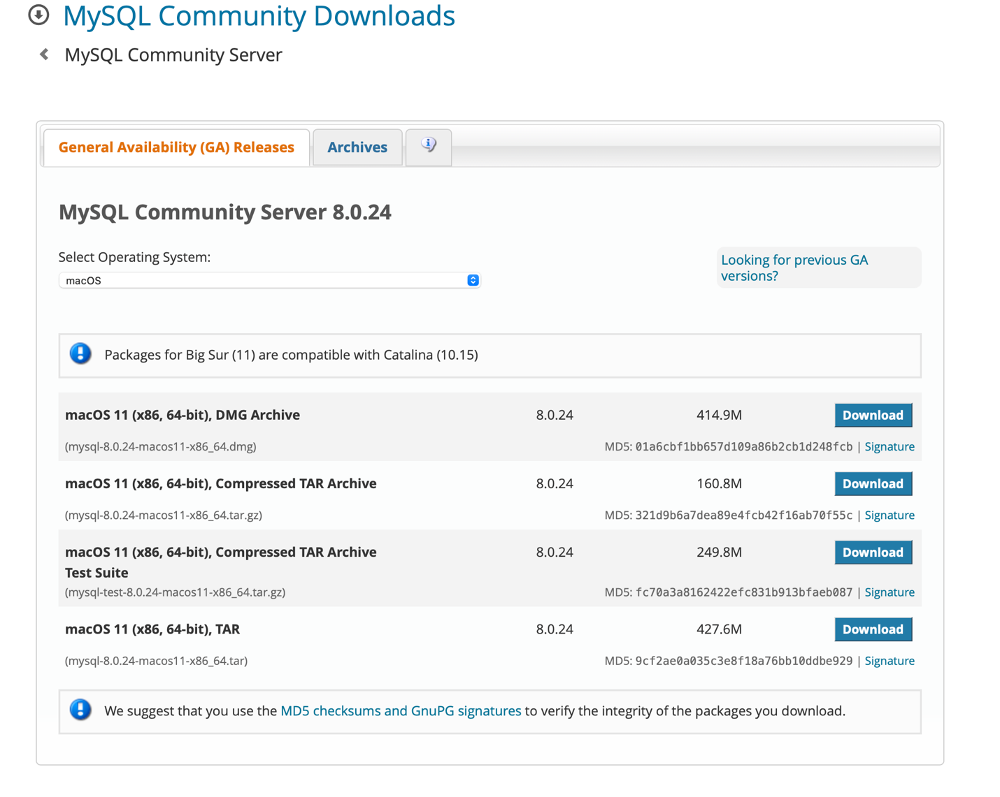 MySQL Community Downloads
MySQL Community Server
General Availability (GA) Releases
Archives
MySQL Community Server 8.0.24
Select Operating System:
macOS
Looking for previous GA
versions?
Packages for Big Sur (11) are compatible with Catalina (10.15)
macOS 11 (x86, 64-bit), DMG Archive 8.0.24 414.9M Download
(mysql-8.0.24-macos11-x86_64.dmg) MD5: 01a6cbf1bb657d109a86b2cb1d248fcb | Signature
macOS 11 (x86, 64-bit), Compressed TAR Archive 8.0.24 160.8M Download
(mysql-8.0.24-macos11-x86_64.tar.gz) MD5: 321d9b6a7dea89e4fcb42f16ab70f55c | Signature
macOS 11 (x86, 64-bit), Compressed TAR Archive 8.0.24 249.8M Download
Test Suite
(mysql-test-8.0.24-macos11-x86_64.tar.gz) MD5: fc70a3a8162422efc831b913bfaeb087 | Signature
macOS 11 (x86, 64-bit), TAR 8.0.24 427.6M Download
(mysql-8.0.24-macos11-x86_64.tar) MD5: 9cf2ae0a035c3e8f18a76bb10ddbe929 | Signature
We suggest that you use the MD5 checksums and GnuPG signatures to verify the integrity of the packages you download.